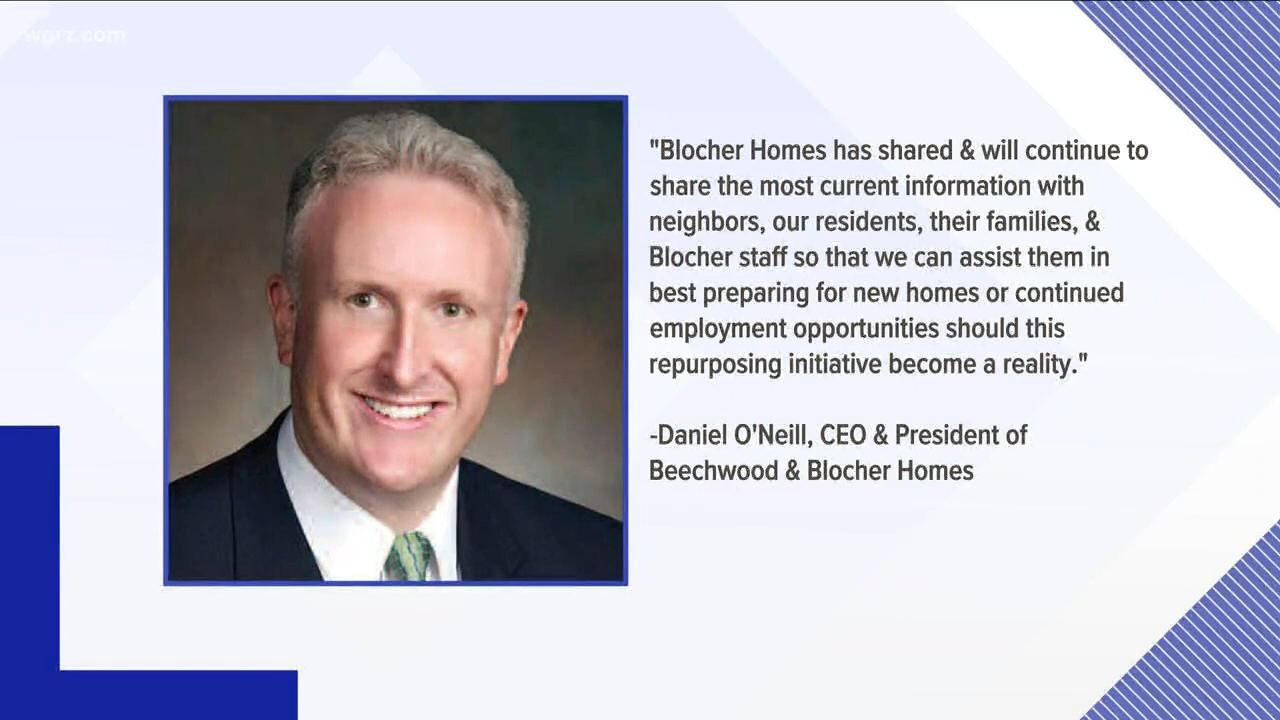 wgrz.com
"Blocher Homes has shared & will continue to
share the most current information with
neighbors, our residents, their families, &
Blocher staff so that we can assist them in
best preparing for new homes or continued
employment opportunities should this
repurposing initiative become a reality."
-Daniel O'Neill, CEO & President of
Beechwood & Blocher Homes